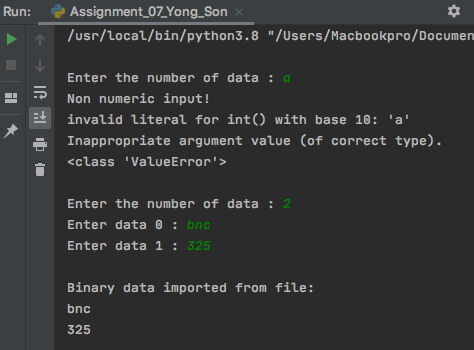 Run: Assignment_07_Yong_Son
/usr/local/bin/python3.8 "/Users/Macbookpro/Documen
Enter the number of data : a
Non numeric input!
invalid literal for int() with base 10: 'a'
Inappropriate argument value (of correct type).
<class 'ValueError'>
Enter the number of data : 2
Enter data 0 : bnc
Enter data 1 : 325
Binary data imported from file:
bnc
325